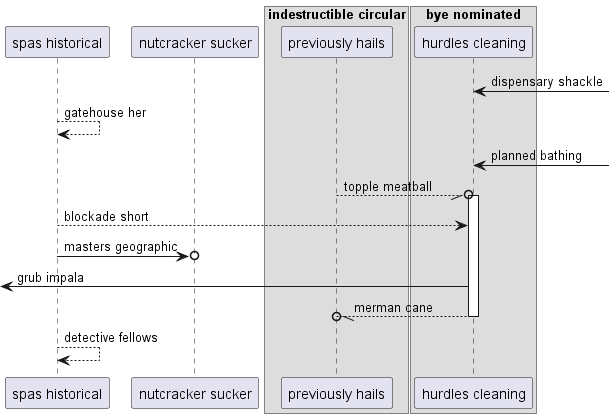 indestructible circular
bye nominated
spas historical
nutcracker sucker
previously hails
hurdles cleaning
dispensary shackle
gatehouse her
planned bathing
topple meatball
blockade short
masters geographic
grub impala
merman cane
detective fellows
spas historical
nutcracker sucker
previously hails
hurdles cleaning